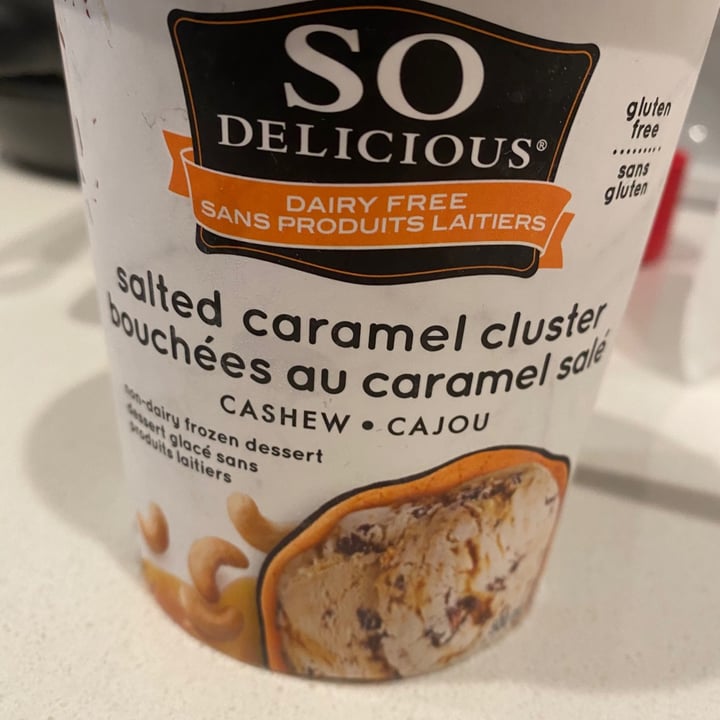 SO
DELICIOUS®
DAIRY FREE
SANS PRODUITS LAITIERS
gluten
free
sans
gluten
salted caramel cluster
bouchées au caramel salé
CASHEW • CAJOU
non-dairy frozen dessert
dessert glacé sans
produits laitiers